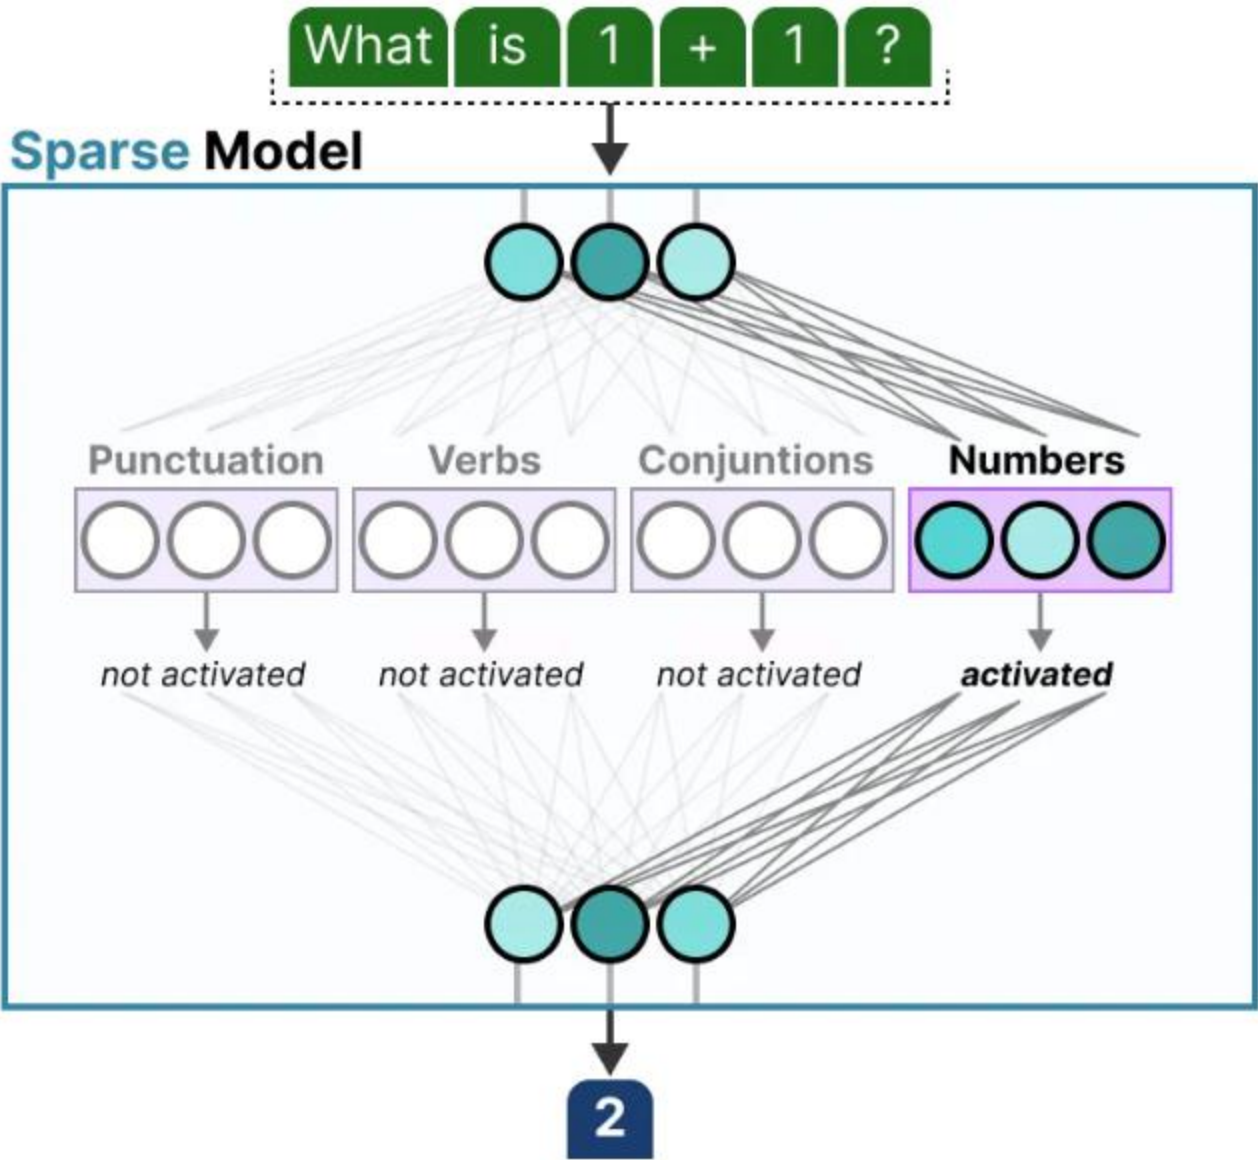 What is 1 + 1 ?
Sparse Model
Punctuation Verbs Conjuntions Numbers
not activated not activated not activated activated
2